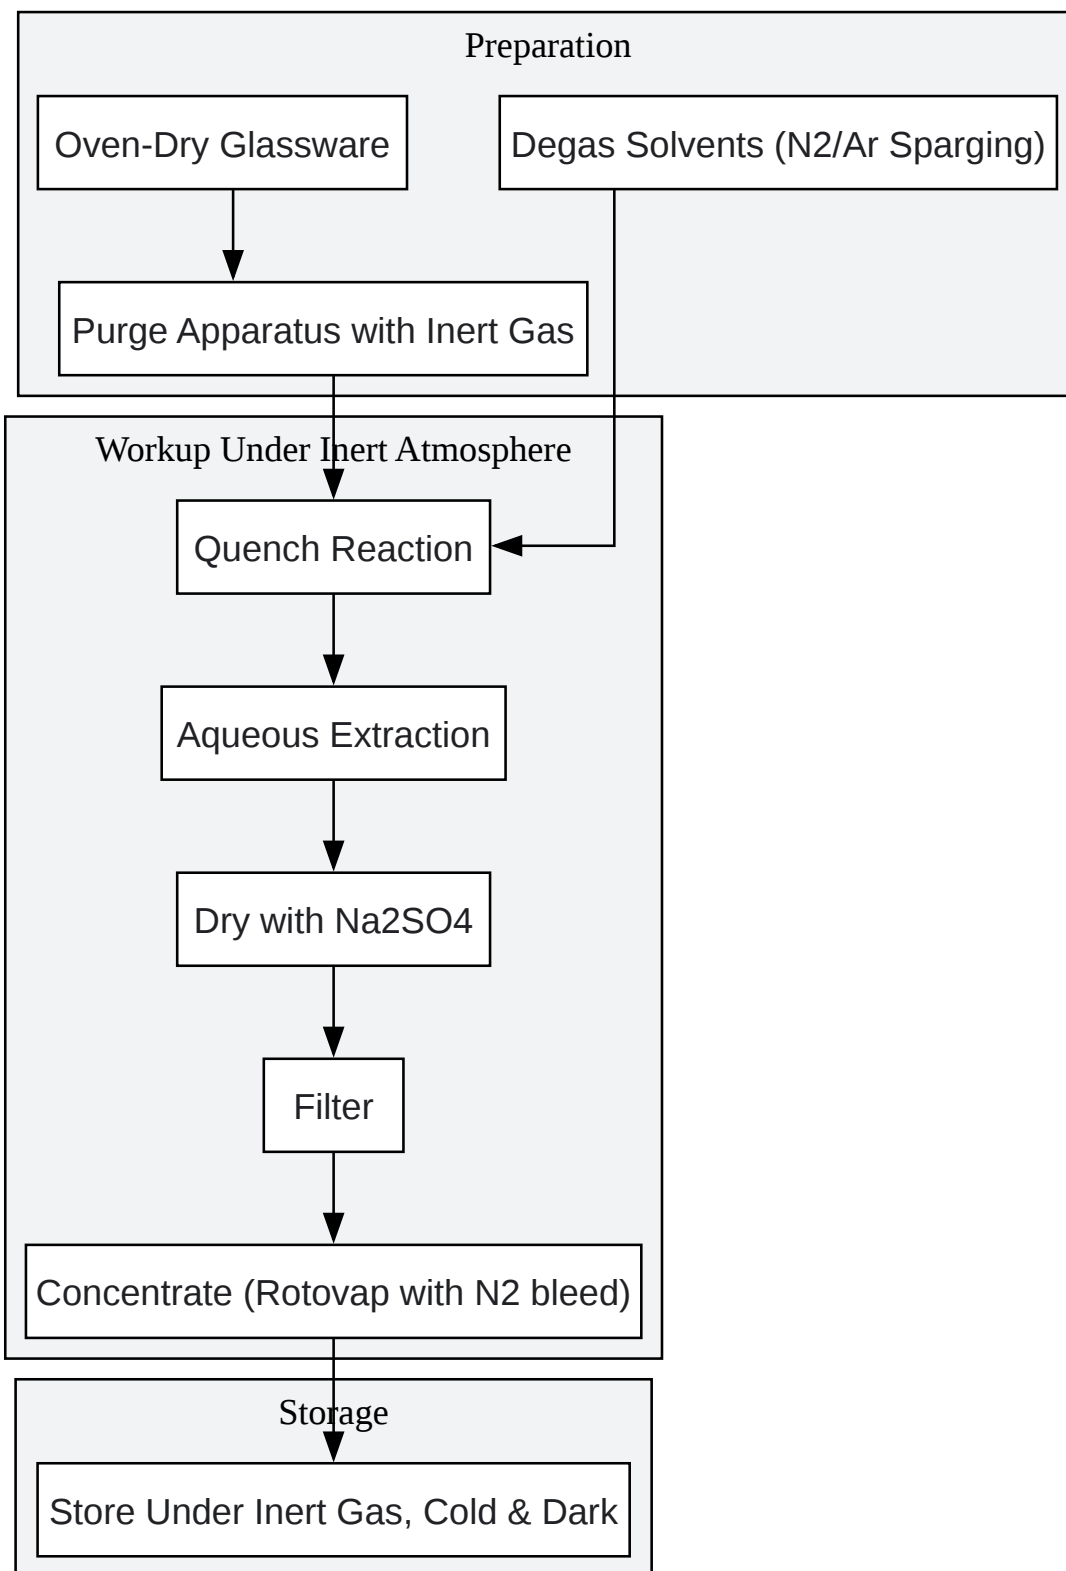 Preparation
Oven-Dry Glassware
Degas Solvents (N2/Ar Sparging)
Purge Apparatus with Inert Gas
Workup Under Inert Atmosphere
Quench Reaction
Aqueous Extraction
Dry with Na2SO4
Filter
Concentrate (Rotovap with N2 bleed)
Storage
Store Under Inert Gas, Cold & Dark